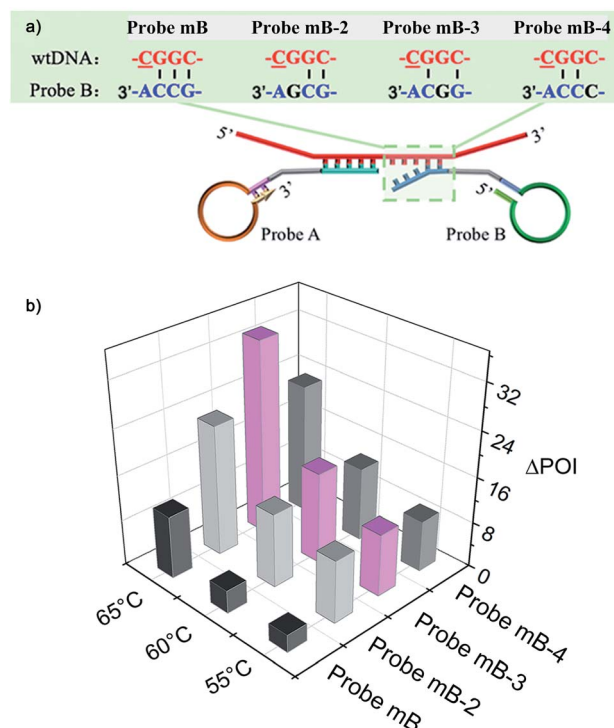 a)
Probe mB Probe mB-2 Probe mB-3 Probe mB-4
wtDNA: -CGGC- -CGGC- -CGGC- -CGGC-
Probe B: 3'-ACCG- 3'-AGCG- 3'-ACGG- 3'-ACCC-
5' 3'
3' 5'
Probe A Probe B
b)
32
24
ΔPOI
16
8
0
65°C
60°C
55°C
Probe mB-4
Probe mB-3
Probe mB-2
Probe mB